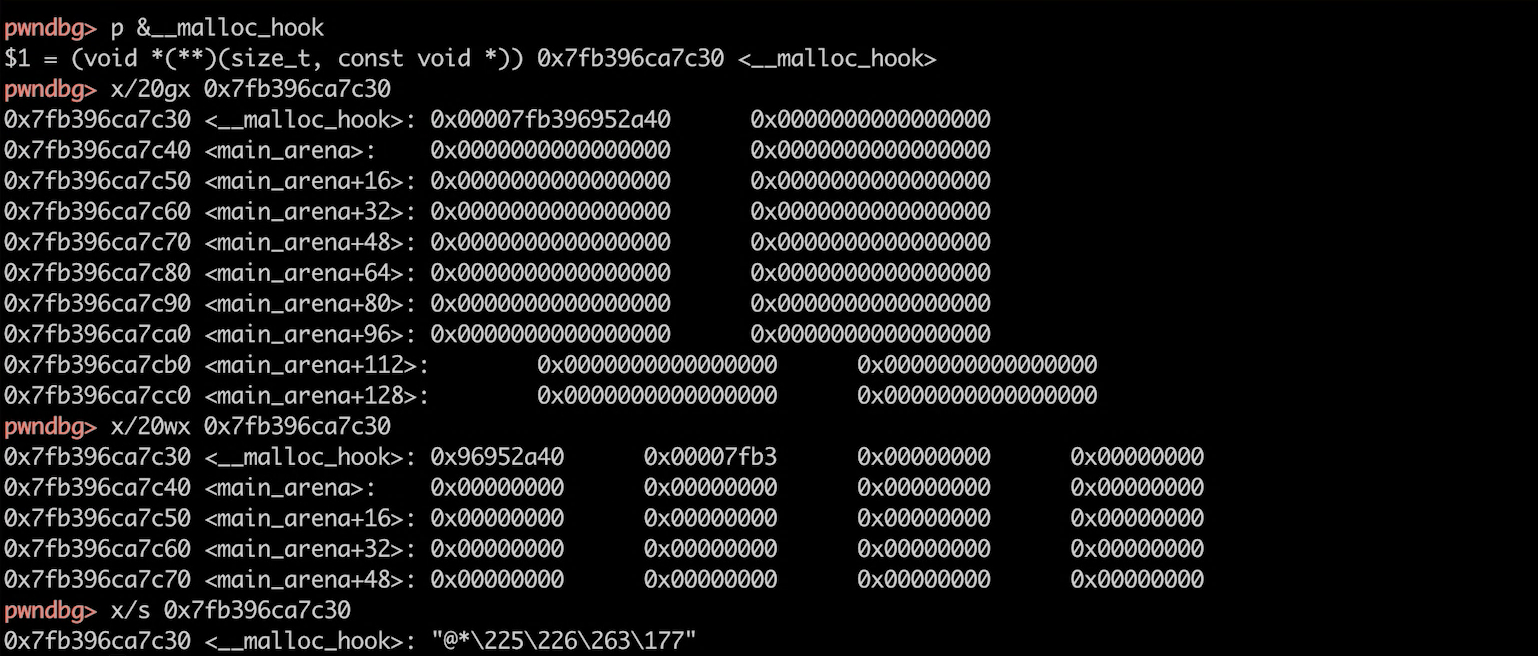 pwndbg> p &__malloc_hook
$1 = (void *(**)(size_t, const void *)) 0x7fb396ca7c30 <__malloc_hook>
pwndbg> x/20gx 0x7fb396ca7c30
0x7fb396ca7c30 <__malloc_hook>: 0x00007fb396952a40 0x0000000000000000
0x7fb396ca7c40 <main_arena>: 0x0000000000000000 0x0000000000000000
0x7fb396ca7c50 <main_arena+16>: 0x0000000000000000 0x0000000000000000
0x7fb396ca7c60 <main_arena+32>: 0x0000000000000000 0x0000000000000000
0x7fb396ca7c70 <main_arena+48>: 0x0000000000000000 0x0000000000000000
0x7fb396ca7c80 <main_arena+64>: 0x0000000000000000 0x0000000000000000
0x7fb396ca7c90 <main_arena+80>: 0x0000000000000000 0x0000000000000000
0x7fb396ca7ca0 <main_arena+96>: 0x0000000000000000 0x0000000000000000
0x7fb396ca7cb0 <main_arena+112>: 0x0000000000000000 0x0000000000000000
0x7fb396ca7cc0 <main_arena+128>: 0x0000000000000000 0x0000000000000000
pwndbg> x/20wx 0x7fb396ca7c30
0x7fb396ca7c30 <__malloc_hook>: 0x96952a40 0x00007fb3 0x00000000 0x00000000
0x7fb396ca7c40 <main_arena>: 0x00000000 0x00000000 0x00000000 0x00000000
0x7fb396ca7c50 <main_arena+16>: 0x00000000 0x00000000 0x00000000 0x00000000
0x7fb396ca7c60 <main_arena+32>: 0x00000000 0x00000000 0x00000000 0x00000000
0x7fb396ca7c70 <main_arena+48>: 0x00000000 0x00000000 0x00000000 0x00000000
pwndbg> x/s 0x7fb396ca7c30
0x7fb396ca7c30 <__malloc_hook>: "@*\225\226\263\177"